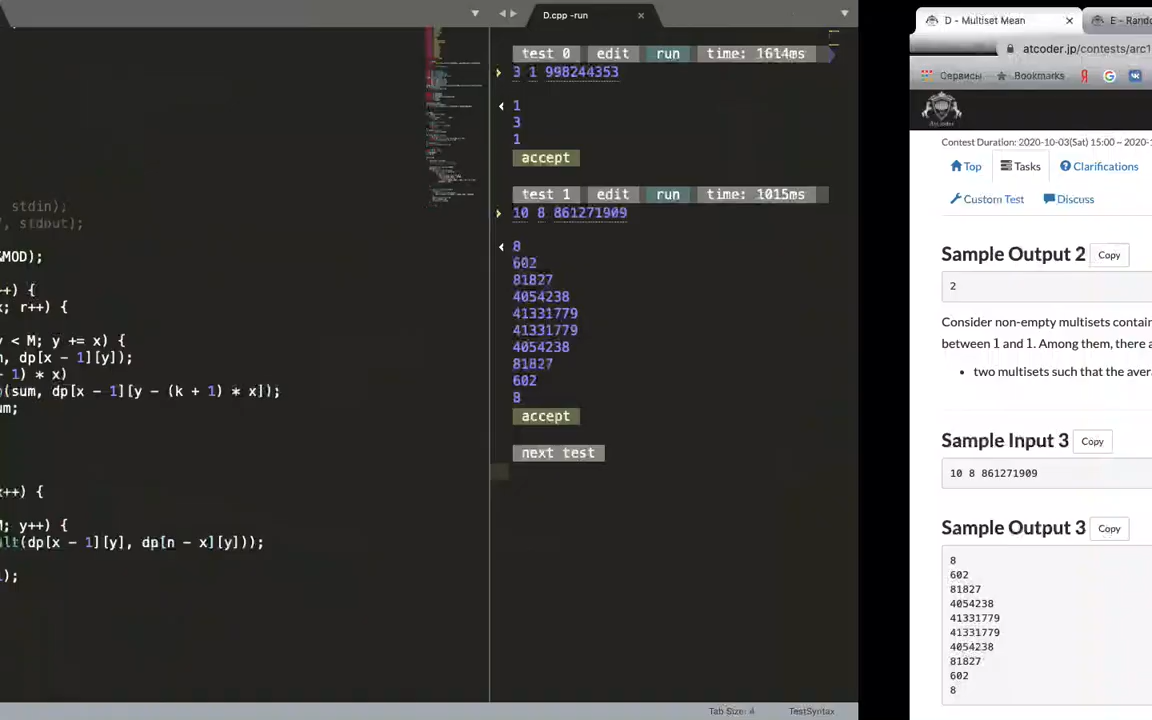 stdin);
, stdout);
&MOD);
++) {
; r++) {
y < M; y += x) {
, dp[x - 1][y]);
1) * x)
(sum, dp[x - 1][y - (k + 1) * x]);
um;
x++) {
M; y++) {
ult(dp[x - 1][y], dp[n - x][y]));
);
D.cpp -run
test 0 edit run time: 1614ms
3 1 998244353
1
3
1
accept
test 1 edit run time: 1015ms
10 8 861271909
8
602
81827
4054238
41331779
41331779
4054238
81827
602
8
accept
next test
Tab Size: 4 TestSyntax
D - Multiset Mean
E - Rando
atcoder.jp/contests/arc1
Сервисы Bookmarks
Contest Duration: 2020-10-03(Sat) 15:00 ~ 2020-1
Top Tasks Clarifications
Custom Test Discuss
Sample Output 2 Copy
2
Consider non-empty multisets contain
between 1 and 1. Among them, there a
two multisets such that the avera
Sample Input 3 Copy
10 8 861271909
Sample Output 3 Copy
8
602
81827
4054238
41331779
41331779
4054238
81827
602
8